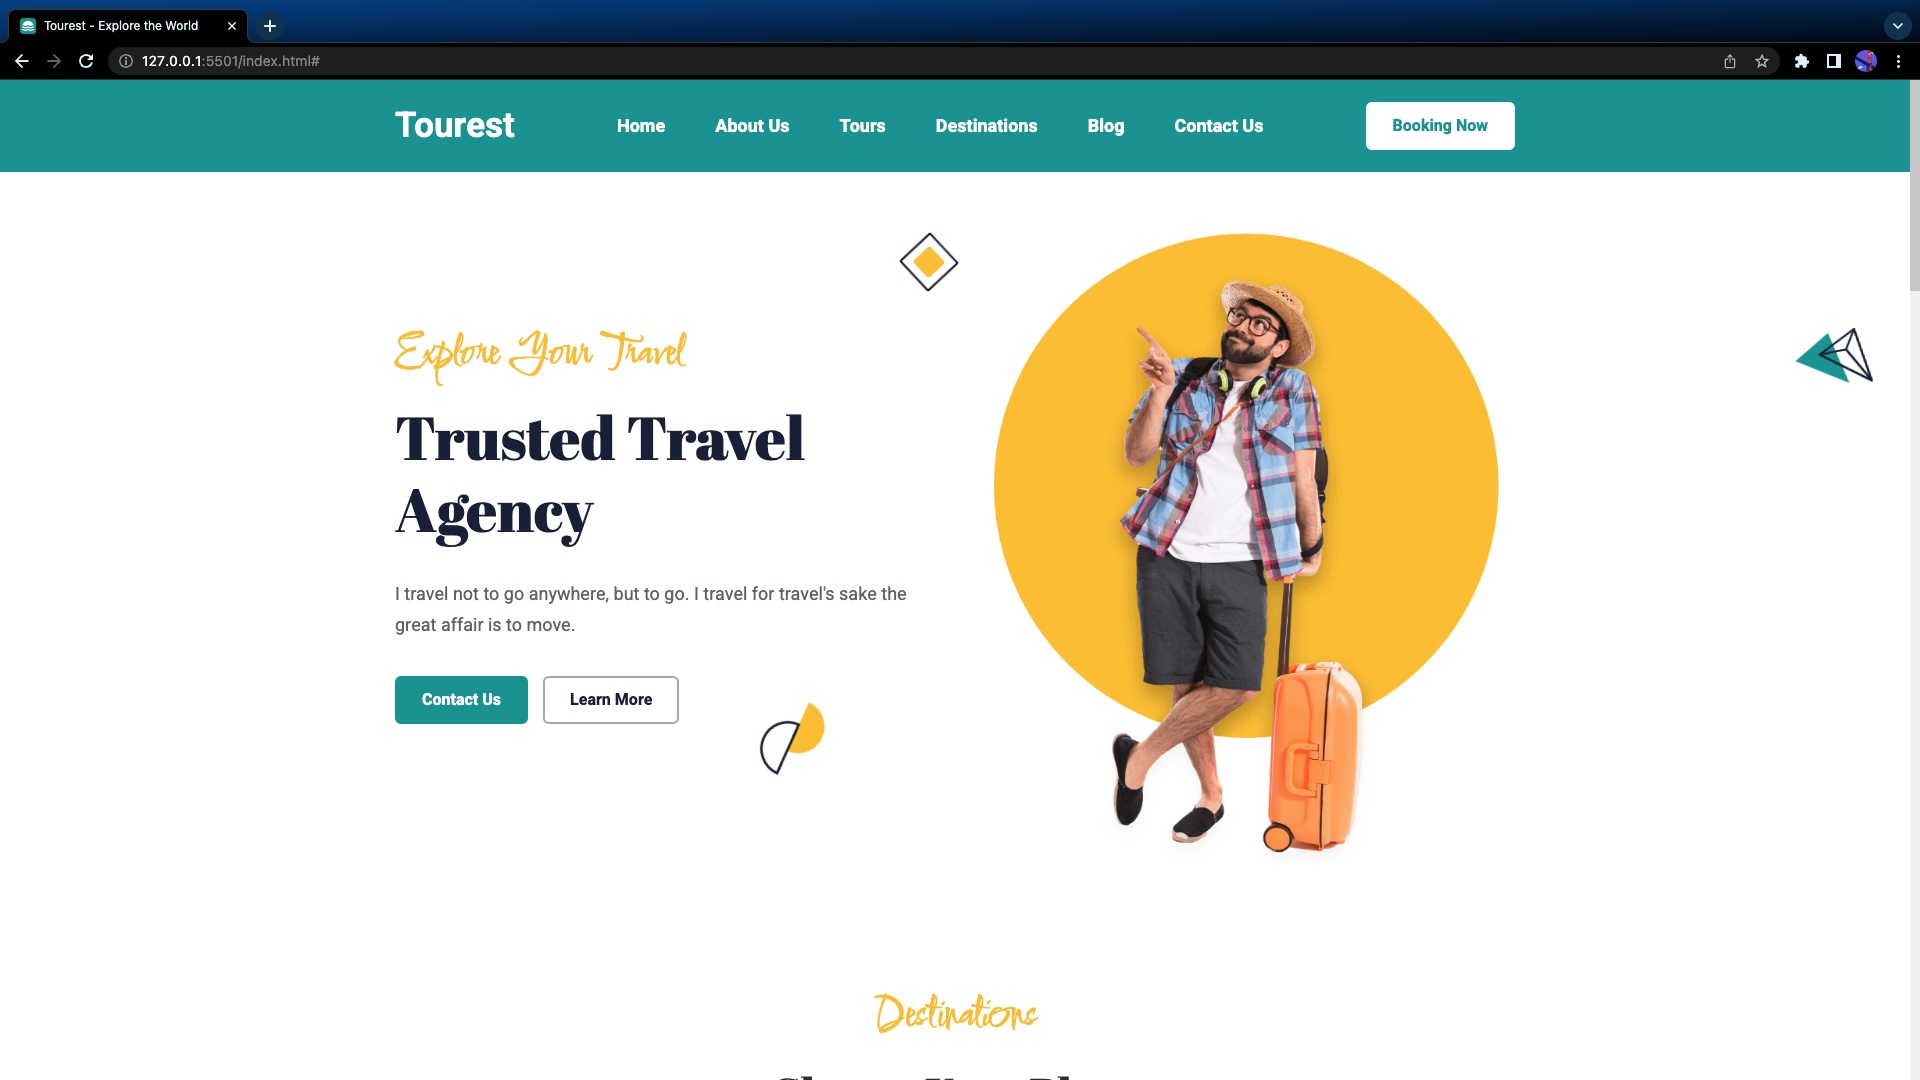 Tourest - Explore the World
127.0.0.1:5501/index.html#
Tourest
Home
About Us
Tours
Destinations
Blog
Contact Us
Booking Now
Explore Your Travel
Trusted Travel
Agency
I travel not to go anywhere, but to go. I travel for travel's sake the
great affair is to move.
Contact Us
Learn More
Destinations